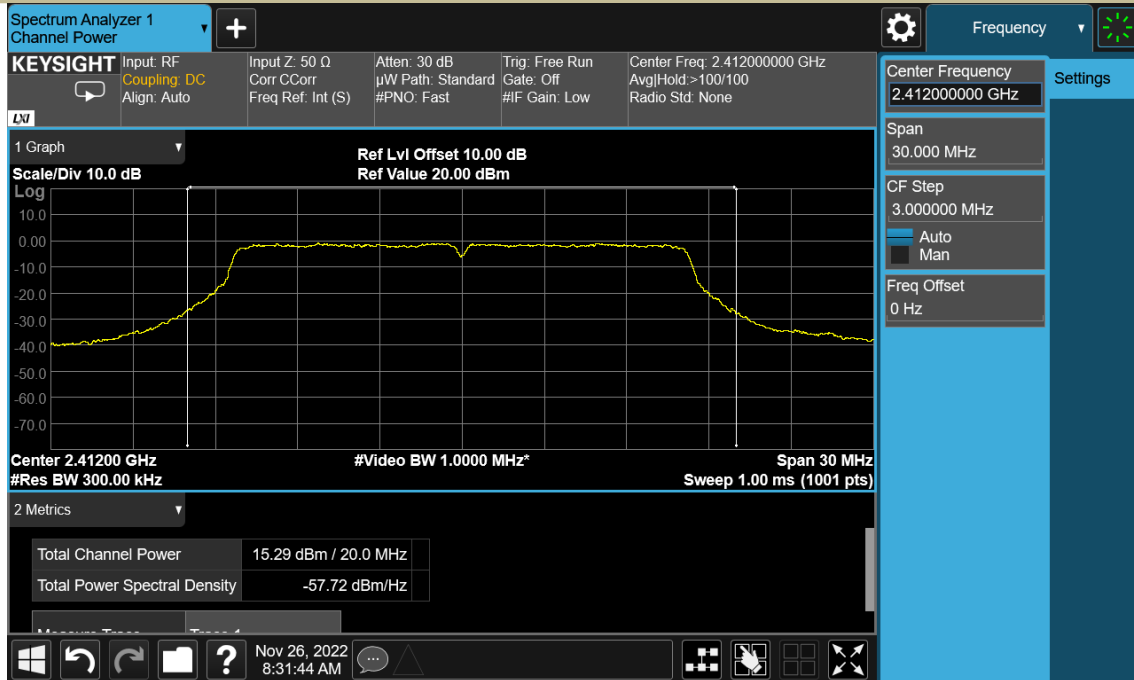 Spectrum Analyzer 1
Channel Power
Frequency
KEYSIGHT
LXI
Input: RF
Coupling: DC
Align: Auto
Input Z: 50 Ω
Corr CCorr
Freq Ref: Int (S)
Atten: 30 dB
µW Path: Standard
#PNO: Fast
Trig: Free Run
Gate: Off
#IF Gain: Low
Center Freq: 2.412000000 GHz
Avg|Hold:>100/100
Radio Std: None
Center Frequency
2.412000000 GHz
Settings
Span
30.000 MHz
CF Step
3.000000 MHz
Auto
Man
Freq Offset
0 Hz
1 Graph
Scale/Div 10.0 dB
Ref Lvl Offset 10.00 dB
Ref Value 20.00 dBm
Log
10.0
0.00
-10.0
-20.0
-30.0
-40.0
-50.0
-60.0
-70.0
Center 2.41200 GHz
#Video BW 1.0000 MHz*
Span 30 MHz
#Res BW 300.00 kHz
Sweep 1.00 ms (1001 pts)
2 Metrics
Total Channel Power 15.29 dBm / 20.0 MHz
Total Power Spectral Density -57.72 dBm/Hz
?
Nov 26, 2022
8:31:44 AM